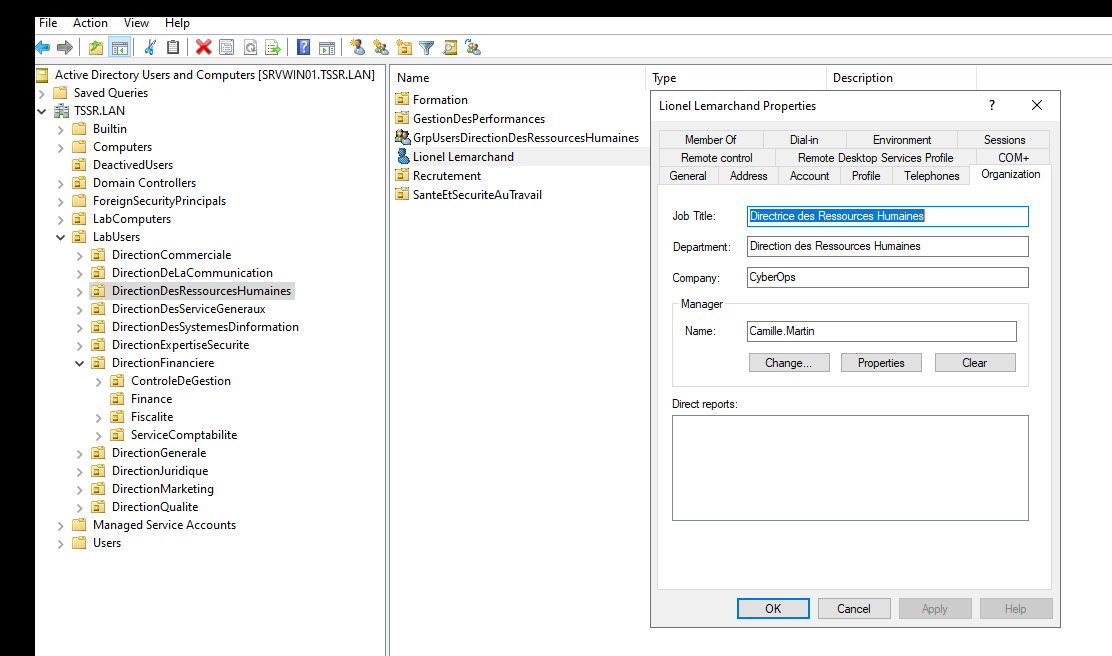 File Action View Help
Active Directory Users and Computers [SRVWIN01.TSSR.LAN]
Saved Queries
TSSR.LAN
Builtin
Computers
DeactivedUsers
Domain Controllers
ForeignSecurityPrincipals
LabComputers
LabUsers
DirectionCommerciale
DirectionDeLaCommunication
DirectionDesRessourcesHumaines
DirectionDesServiceGeneraux
DirectionDesSystemesDinformation
DirectionExpertiseSecurite
DirectionFinanciere
ControleDeGestion
Finance
Fiscalite
ServiceComptabilite
DirectionGenerale
DirectionJuridique
DirectionMarketing
DirectionQualite
Managed Service Accounts
Users
Name Type Description
Formation
GestionDesPerformances
GrpUsersDirectionDesRessourcesHumaines
Lionel Lemarchand
Recrutement
SanteEtSecuriteAuTravail
Lionel Lemarchand Properties
?
Member Of Dial-in Environment Sessions
Remote control Remote Desktop Services Profile COM+
General Address Account Profile Telephones Organization
Job Title: Directrice des Ressources Humaines
Department: Direction des Ressources Humaines
Company: CyberOps
Manager
Name: Camille.Martin
Change... Properties Clear
Direct reports:
OK Cancel Apply Help